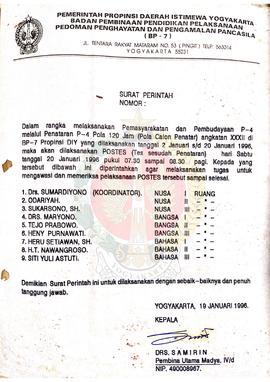 PEMERINTAH PROPINSI DAERAH ISTIMEWA YOGYAKARTA
BADAN PEMBINAAN PENDIDIKAN PELAKSANAAN
PEDOMAN PENGHAYATAN DAN PENGAMALAN PANCASILA
( BP - 7 )
JL. TENTARA RAKYAT MATARAM NO. 53 ( PINGIT ) TELP. 563014
YOGYAKARTA 55231
SURAT PERINTAH
NOMOR :
Dalam rangka melaksanakan Pemasyarakatan dan Pembudayaan P-4
melalui Penataran P-4 Pola 120 Jam (Pola Calon Penatar) angkatan XXXII di
BP-7 Propinsi DIY yang dilaksanakan tanggal 2 Januari s/d 20 Januari 1996,
maka akan dilaksanakan POSTES (Tes sesudah Penataran) hari Sabtu
tanggal 20 Januari 1996 pukul 07.30 sampai 08.30 pagi. Kepada yang
tersebut dibawah ini diperintahkan agar melaksanakan tugas untuk
mengawasi dan memeriksa pelaksanaan POSTES tersebut sampai selesai.
1. Drs. SUMARDIYONO (KOORDINATOR). NUSA I RUANG
2. ODARIYAH. NUSA II - " -
3. SUKARSONO, SH. NUSA III - " -
4. DRS. MARYONO. BANGSA I - " -
5. TEJO PRABOWO. BANGSA II - " -
6. HENY PURNAWATI. BANGSA III - " -
7. HERU SETIAWAN, SH. BAHASA I - " -
8. H.T. NAWANGROSO. BAHASA II - " -
9. SITI YULI ASTUTI. BAHASA III - " -
Demikian Surat Perintah ini untuk dilaksanakan dengan sebaik - baiknya dan penuh
tanggung jawab.
YOGYAKARTA, 19 JANUARI 1996.
KEPALA
DRS. SAMIRIN
Pembina Utama Madya, IV/d
NIP. 490008967.